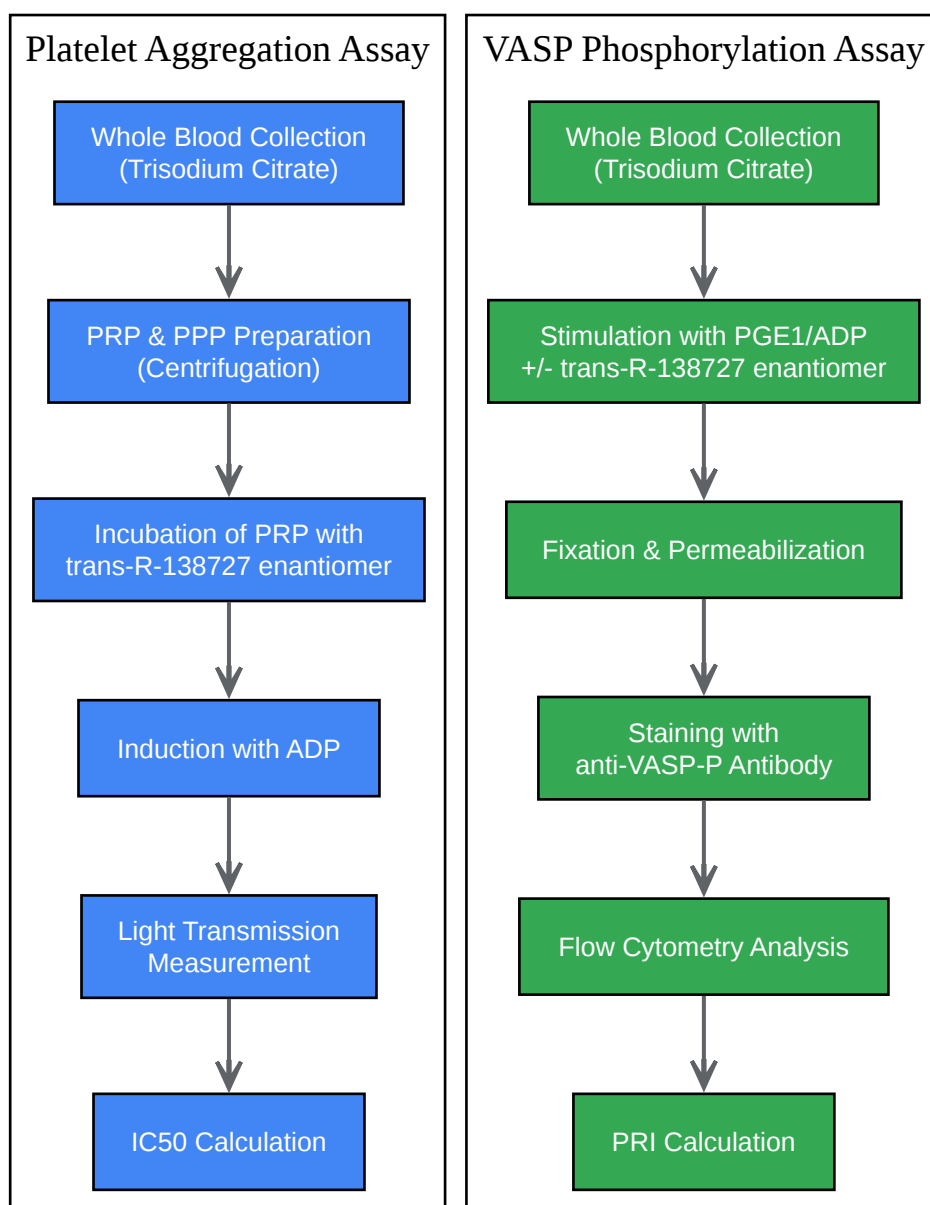 Platelet Aggregation Assay
Whole Blood Collection
(Trisodium Citrate)
PRP & PPP Preparation
(Centrifugation)
Incubation of PRP with
trans-R-138727 enantiomer
Induction with ADP
Light Transmission
Measurement
IC50 Calculation
VASP Phosphorylation Assay
Whole Blood Collection
(Trisodium Citrate)
Stimulation with PGE1/ADP
+/- trans-R-138727 enantiomer
Fixation & Permeabilization
Staining with
anti-VASP-P Antibody
Flow Cytometry Analysis
PRI Calculation